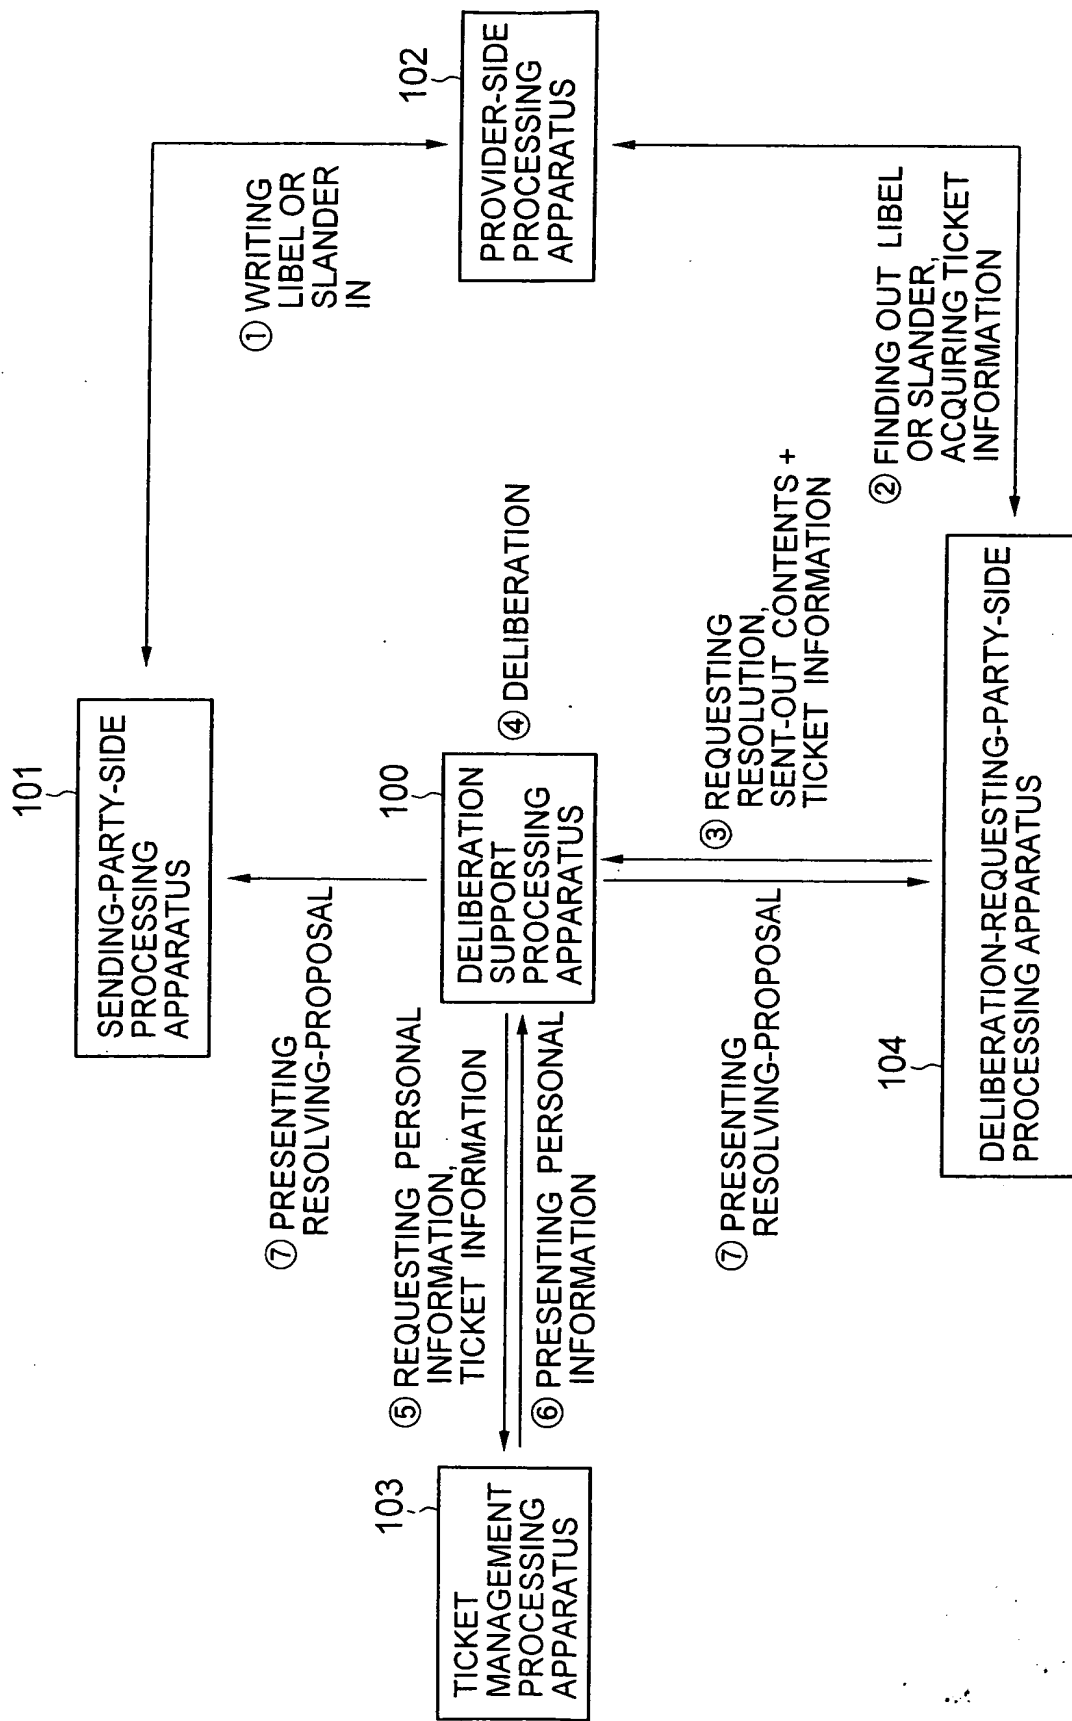 101
SENDING-PARTY-SIDE
PROCESSING
APPARATUS
① WRITING
LIBEL OR
SLANDER
IN
102
PROVIDER-SIDE
PROCESSING
APPARATUS
⑦ PRESENTING
RESOLVING-PROPOSAL
103
TICKET
MANAGEMENT
PROCESSING
APPARATUS
⑤ REQUESTING PERSONAL
INFORMATION,
TICKET INFORMATION
⑥ PRESENTING PERSONAL
INFORMATION
100
DELIBERATION
SUPPORT
PROCESSING
APPARATUS
④ DELIBERATION
⑦ PRESENTING
RESOLVING-PROPOSAL
③ REQUESTING
RESOLUTION,
SENT-OUT CONTENTS +
TICKET INFORMATION
② FINDING OUT LIBEL
OR SLANDER,
ACQUIRING TICKET
INFORMATION
104
DELIBERATION-REQUESTING-PARTY-SIDE
PROCESSING APPARATUS